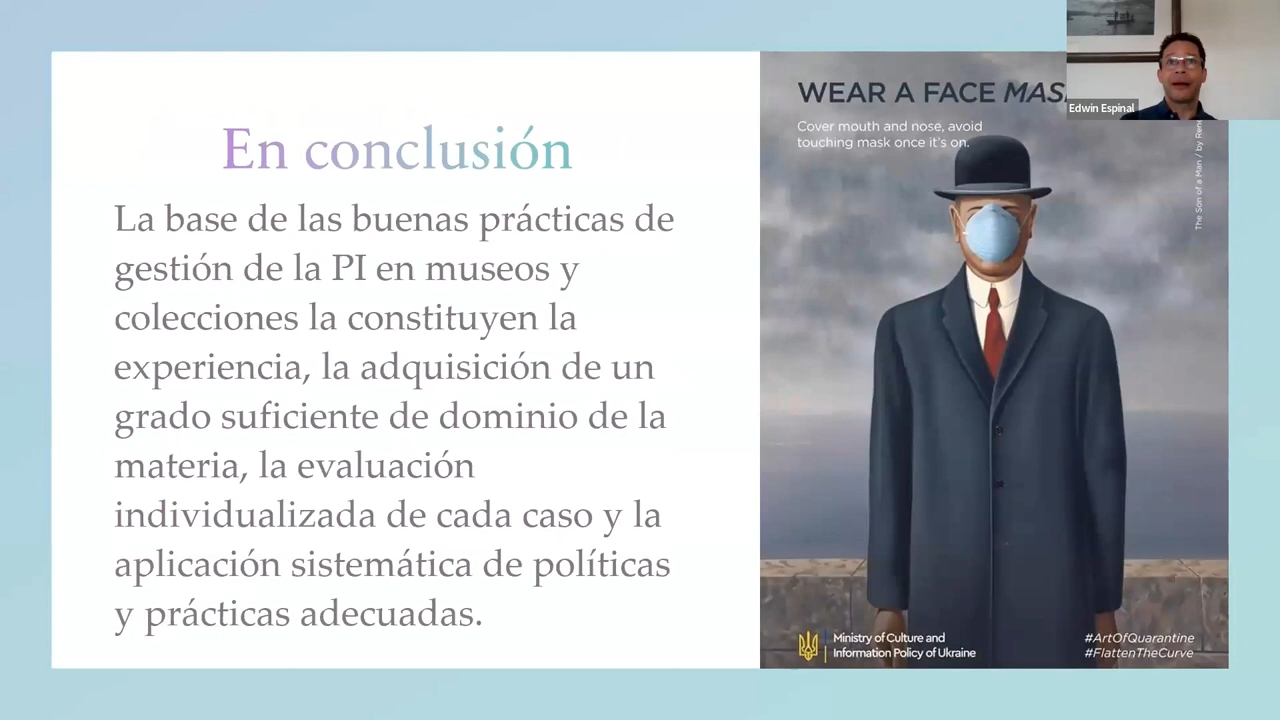 En conclusión
La base de las buenas prácticas de
gestión de la PI en museos y
colecciones la constituyen la
experiencia, la adquisición de un
grado suficiente de dominio de la
materia, la evaluación
individualizada de cada caso y la
aplicación sistemática de políticas
y prácticas adecuadas.
WEAR A FACE MAS
Cover mouth and nose, avoid
touching mask once it's on.
The Son of a Man / by Ren
Ministry of Culture and
Information Policy of Ukraine
#ArtOfQuarantine
#FlattenTheCurve
Edwin Espinal